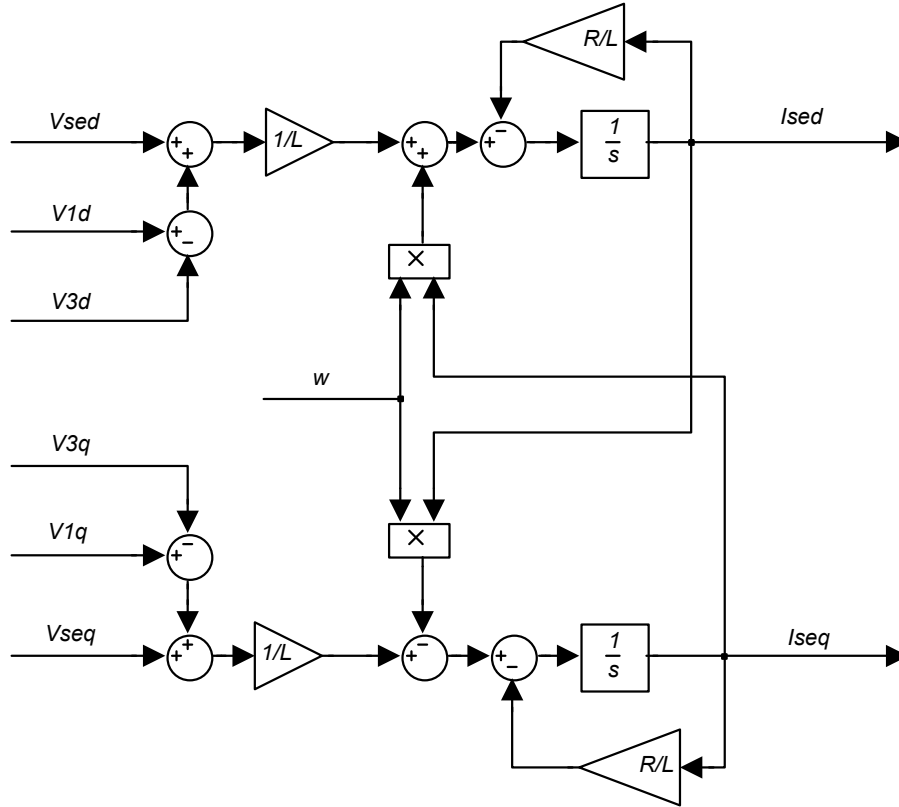 R/L
Vsed
+
+
1/L
+
+
+
−
1
s
Ised
V1d
+
−
×
V3d
w
V3q
V1q
+
−
×
Vseq
+
+
1/L
+
−
+
−
1
s
Iseq
R/L